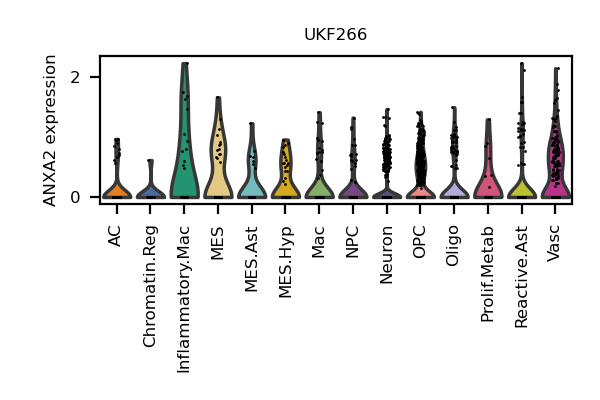 UKF266
ANXA2 expression
2
0
AC
Chromatin.Reg
Inflammatory.Mac
MES
MES.Ast
MES.Hyp
Mac
NPC
Neuron
OPC
Oligo
Prolif.Metab
Reactive.Ast
Vasc